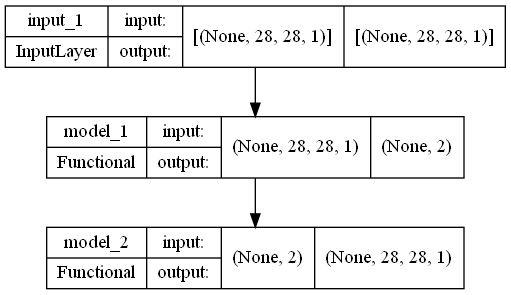 input_1 input: [(None, 28, 28, 1)] [(None, 28, 28, 1)]
InputLayer output:
model_1 input: (None, 28, 28, 1) (None, 2)
Functional output:
model_2 input: (None, 2) (None, 28, 28, 1)
Functional output: